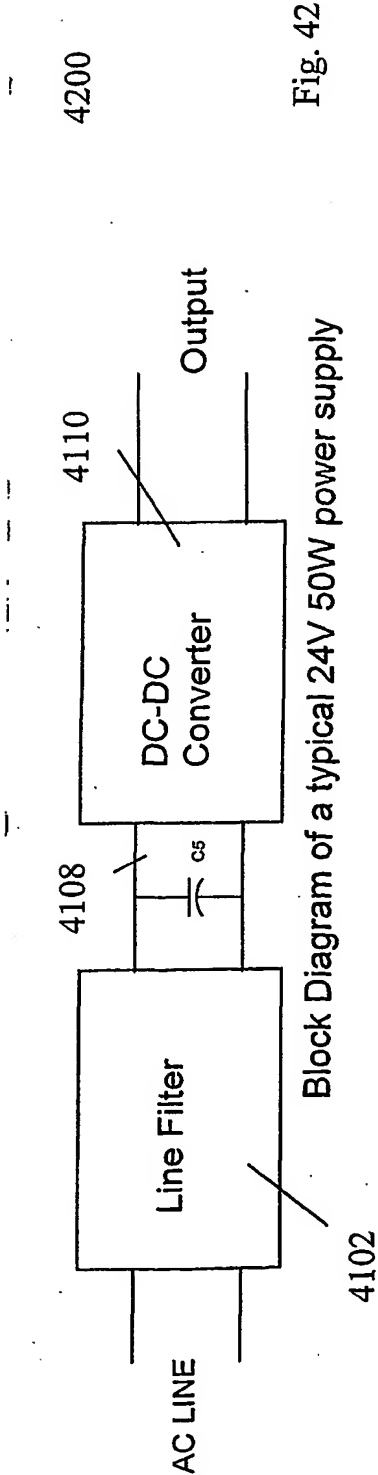 4200
Fig. 42
AC LINE
Line Filter
4102
4108
C5
DC-DC
Converter
4110
Output
Block Diagram of a typical 24V 50W power supply